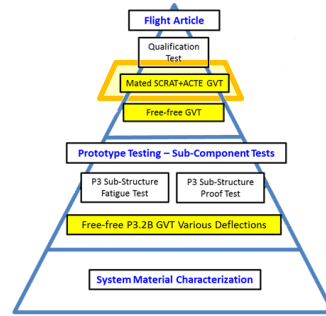 Flight Article
Qualification
Test
Mated SCRAT+ACTE GVT
Free-free GVT
Prototype Testing – Sub-Component Tests
P3 Sub-Structure
Fatigue Test
P3 Sub-Structure
Proof Test
Free-free P3.2B GVT Various Deflections
System Material Characterization